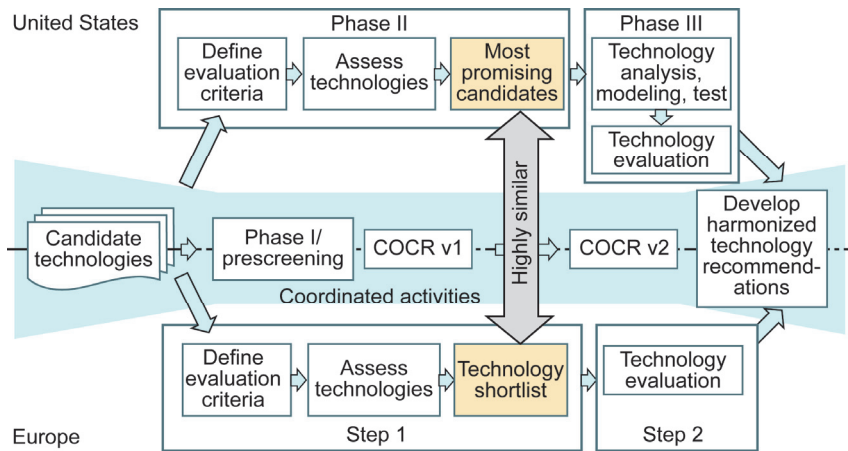 United States
Phase II
Define
evaluation
criteria
Assess
technologies
Most
promising
candidates
Phase III
Technology
analysis,
modeling, test
Technology
evaluation
Candidate
technologies
Phase I/
prescreening
COCR v1
Highly similar
COCR v2
Develop
harmonized
technology
recommend-
ations
Coordinated activities
Define
evaluation
criteria
Assess
technologies
Technology
shortlist
Technology
evaluation
Step 1
Step 2
Europe